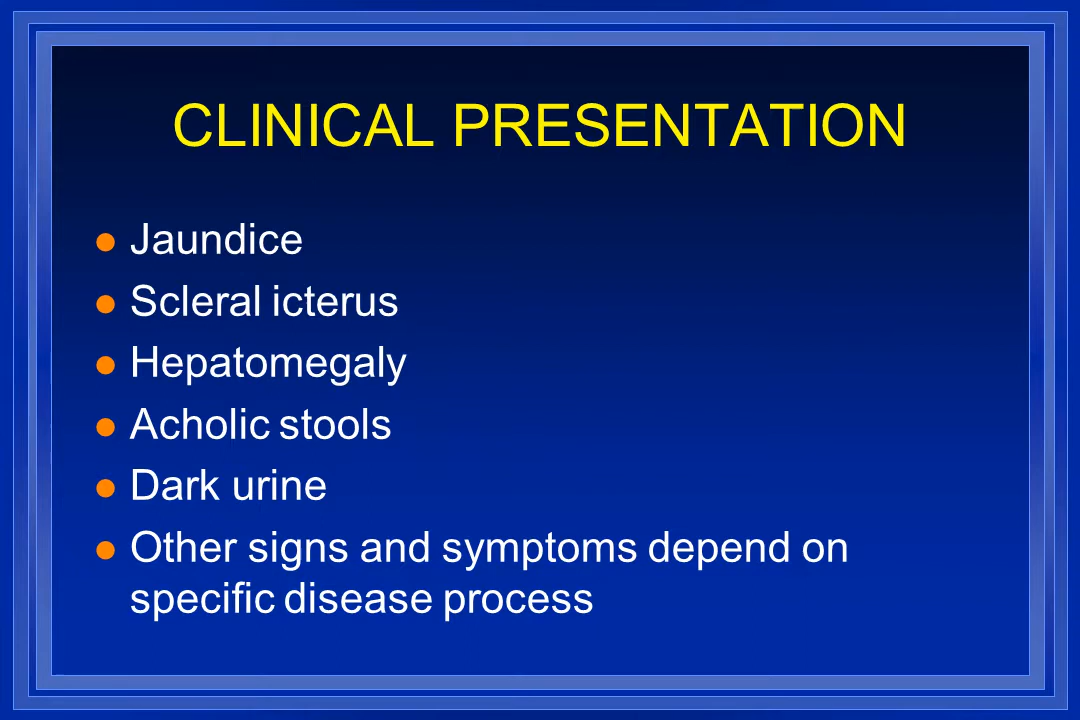 CLINICAL PRESENTATION
● Jaundice
● Scleral icterus
● Hepatomegaly
● Acholic stools
● Dark urine
● Other signs and symptoms depend on
specific disease process